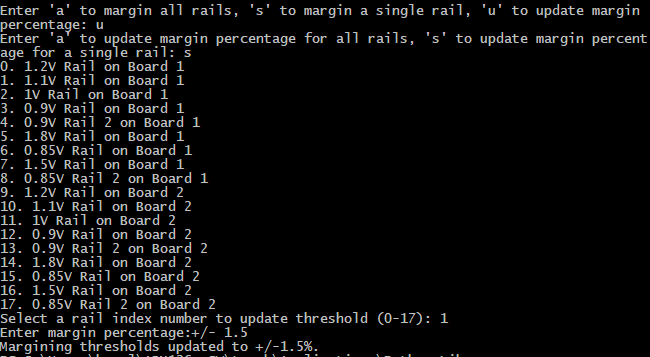 Enter 'a' to margin all rails, 's' to margin a single rail, 'u' to update margin
percentage: u
Enter 'a' to update margin percentage for all rails, 's' to update margin percent
age for a single rail: s
0. 1.2V Rail on Board 1
1. 1.1V Rail on Board 1
2. 1V Rail on Board 1
3. 0.9V Rail on Board 1
4. 0.9V Rail 2 on Board 1
5. 1.8V Rail on Board 1
6. 0.85V Rail on Board 1
7. 1.5V Rail on Board 1
8. 0.85V Rail 2 on Board 1
9. 1.2V Rail on Board 2
10. 1.1V Rail on Board 2
11. 1V Rail on Board 2
12. 0.9V Rail on Board 2
13. 0.9V Rail 2 on Board 2
14. 1.8V Rail on Board 2
15. 0.85V Rail on Board 2
16. 1.5V Rail on Board 2
17. 0.85V Rail 2 on Board 2
Select a rail index number to update threshold (0-17): 1
Enter margin percentage:+/- 1.5
Margining thresholds updated to +/-1.5%.